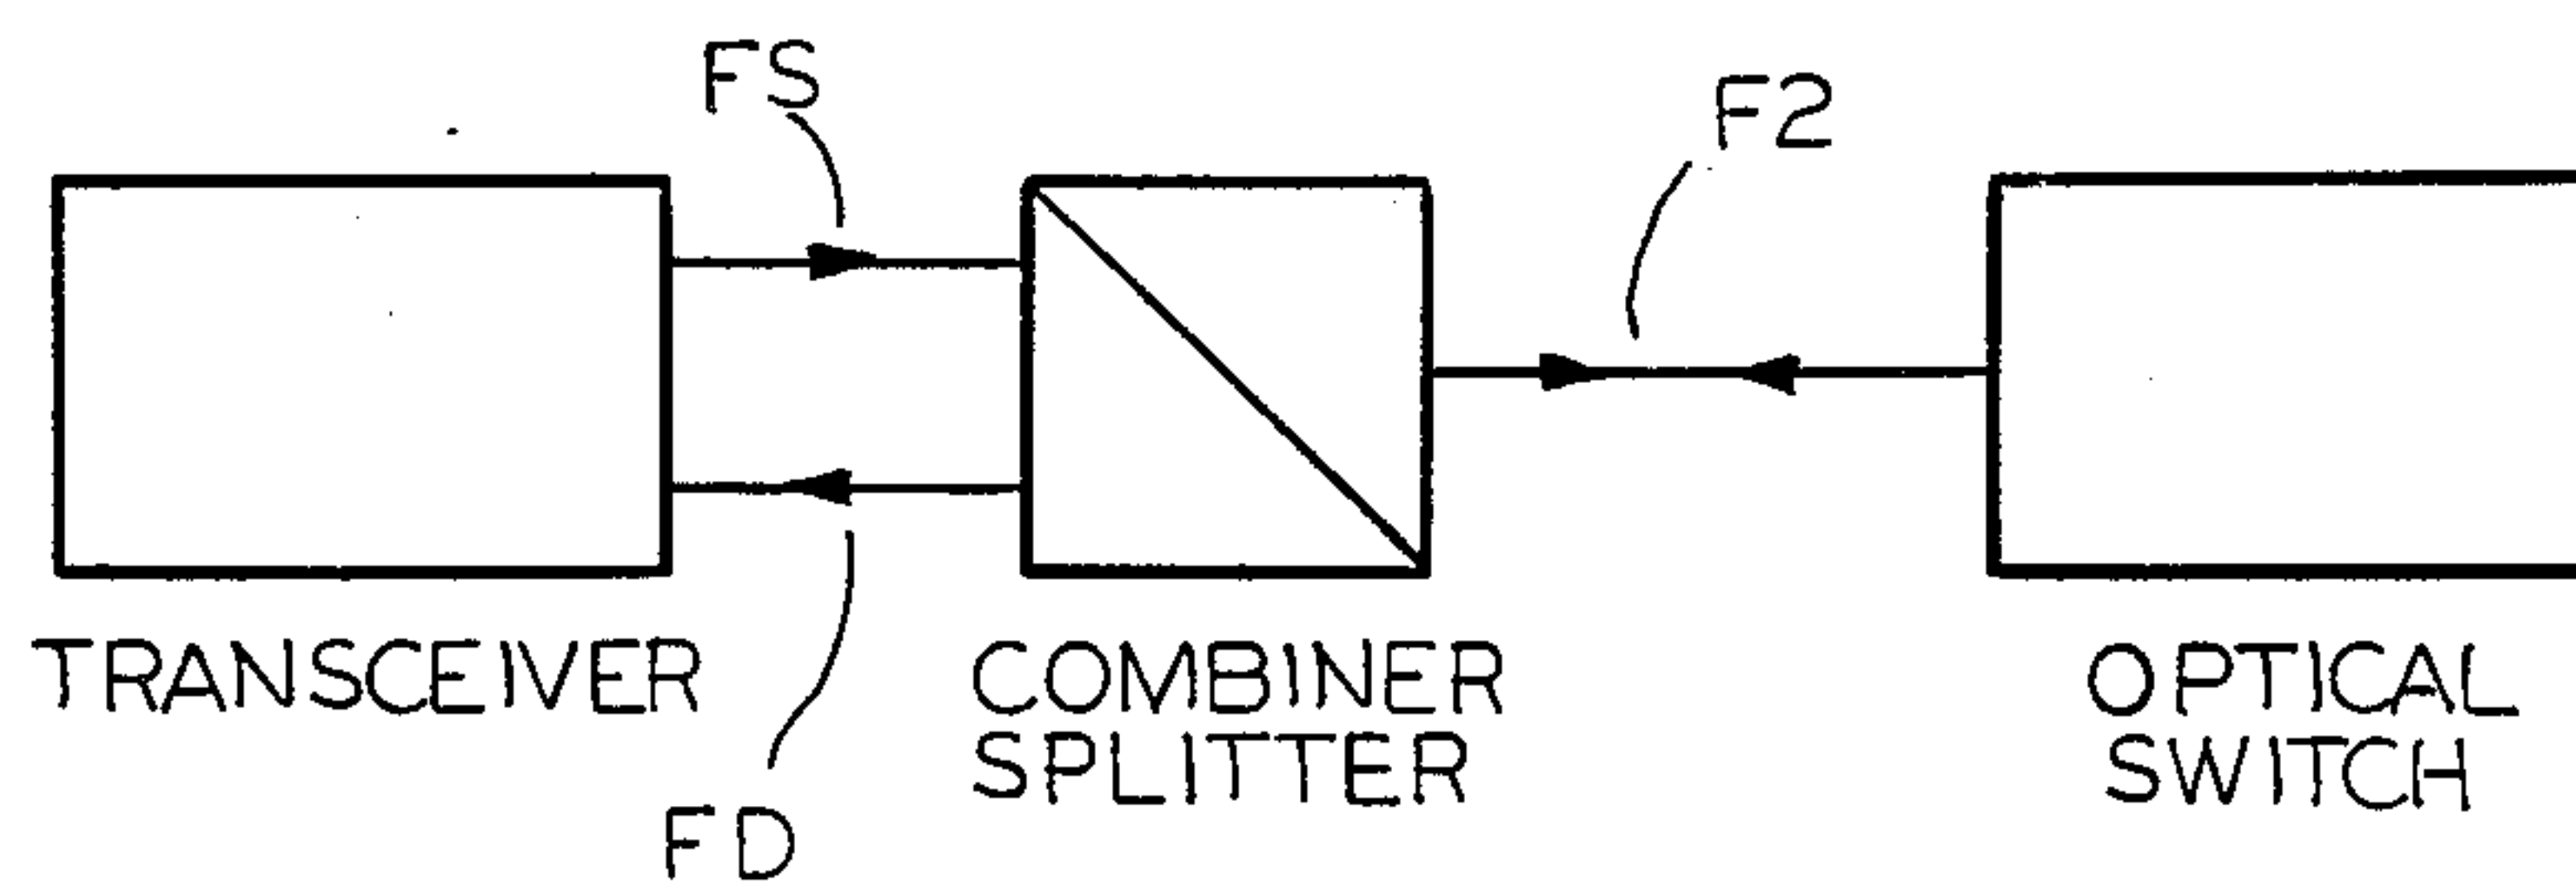 FS
F2
TRANSCEIVER
COMBINER
SPLITTER
OPTICAL
SWITCH
FD